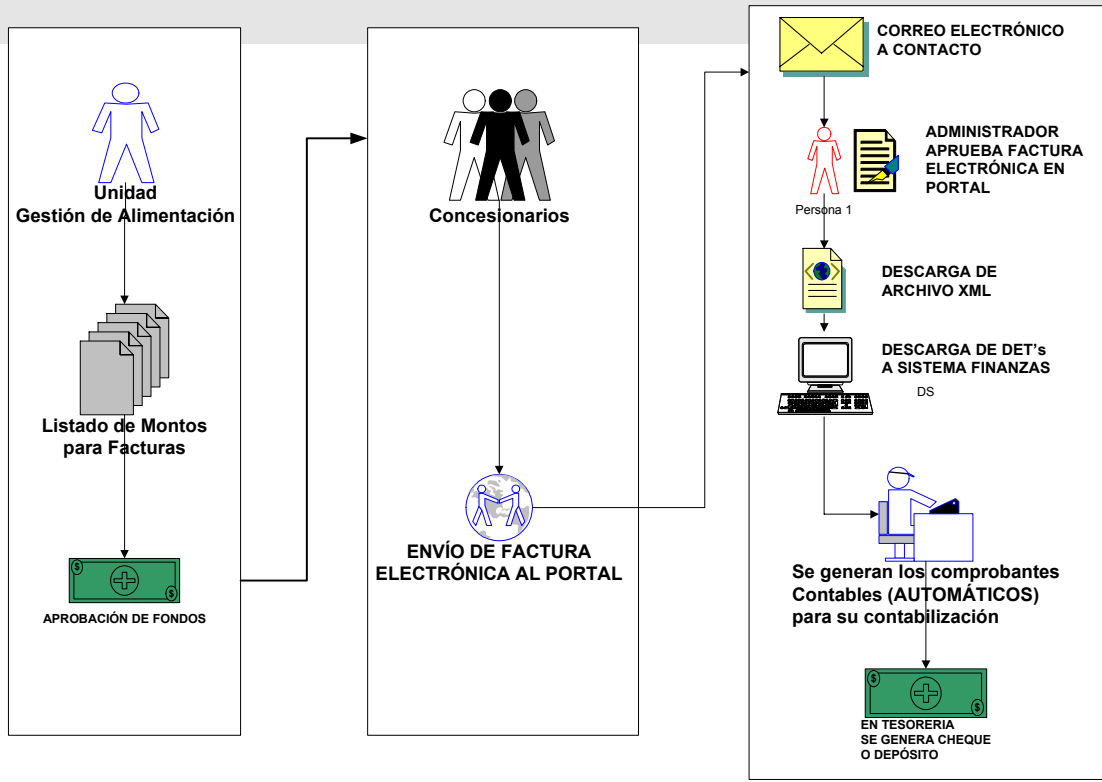 Unidad
Gestión de Alimentación
Listado de Montos
para Facturas
$
$
APROBACIÓN DE FONDOS
Concesionarios
ENVÍO DE FACTURA
ELECTRÓNICA AL PORTAL
CORREO ELECTRÓNICO
A CONTACTO
ADMINISTRADOR
APRUEBA FACTURA
ELECTRÓNICA EN
PORTAL
Persona 1
DESCARGA DE
ARCHIVO XML
DESCARGA DE DET's
A SISTEMA FINANZAS
DS
Se generan los comprobantes
Contables (AUTOMÁTICOS)
para su contabilización
$
$
EN TESORERIA
SE GENERA CHEQUE
O DEPÓSITO